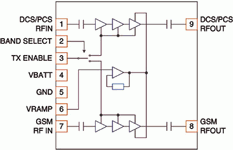 DCS/PCS
RFIN
1
BAND SELECT
2
TX ENABLE
3
VBATT
4
GND
5
VRAMP
6
GSM
RF IN
7
DCS/PCS
RFOUT
9
GSM
RFOUT
8